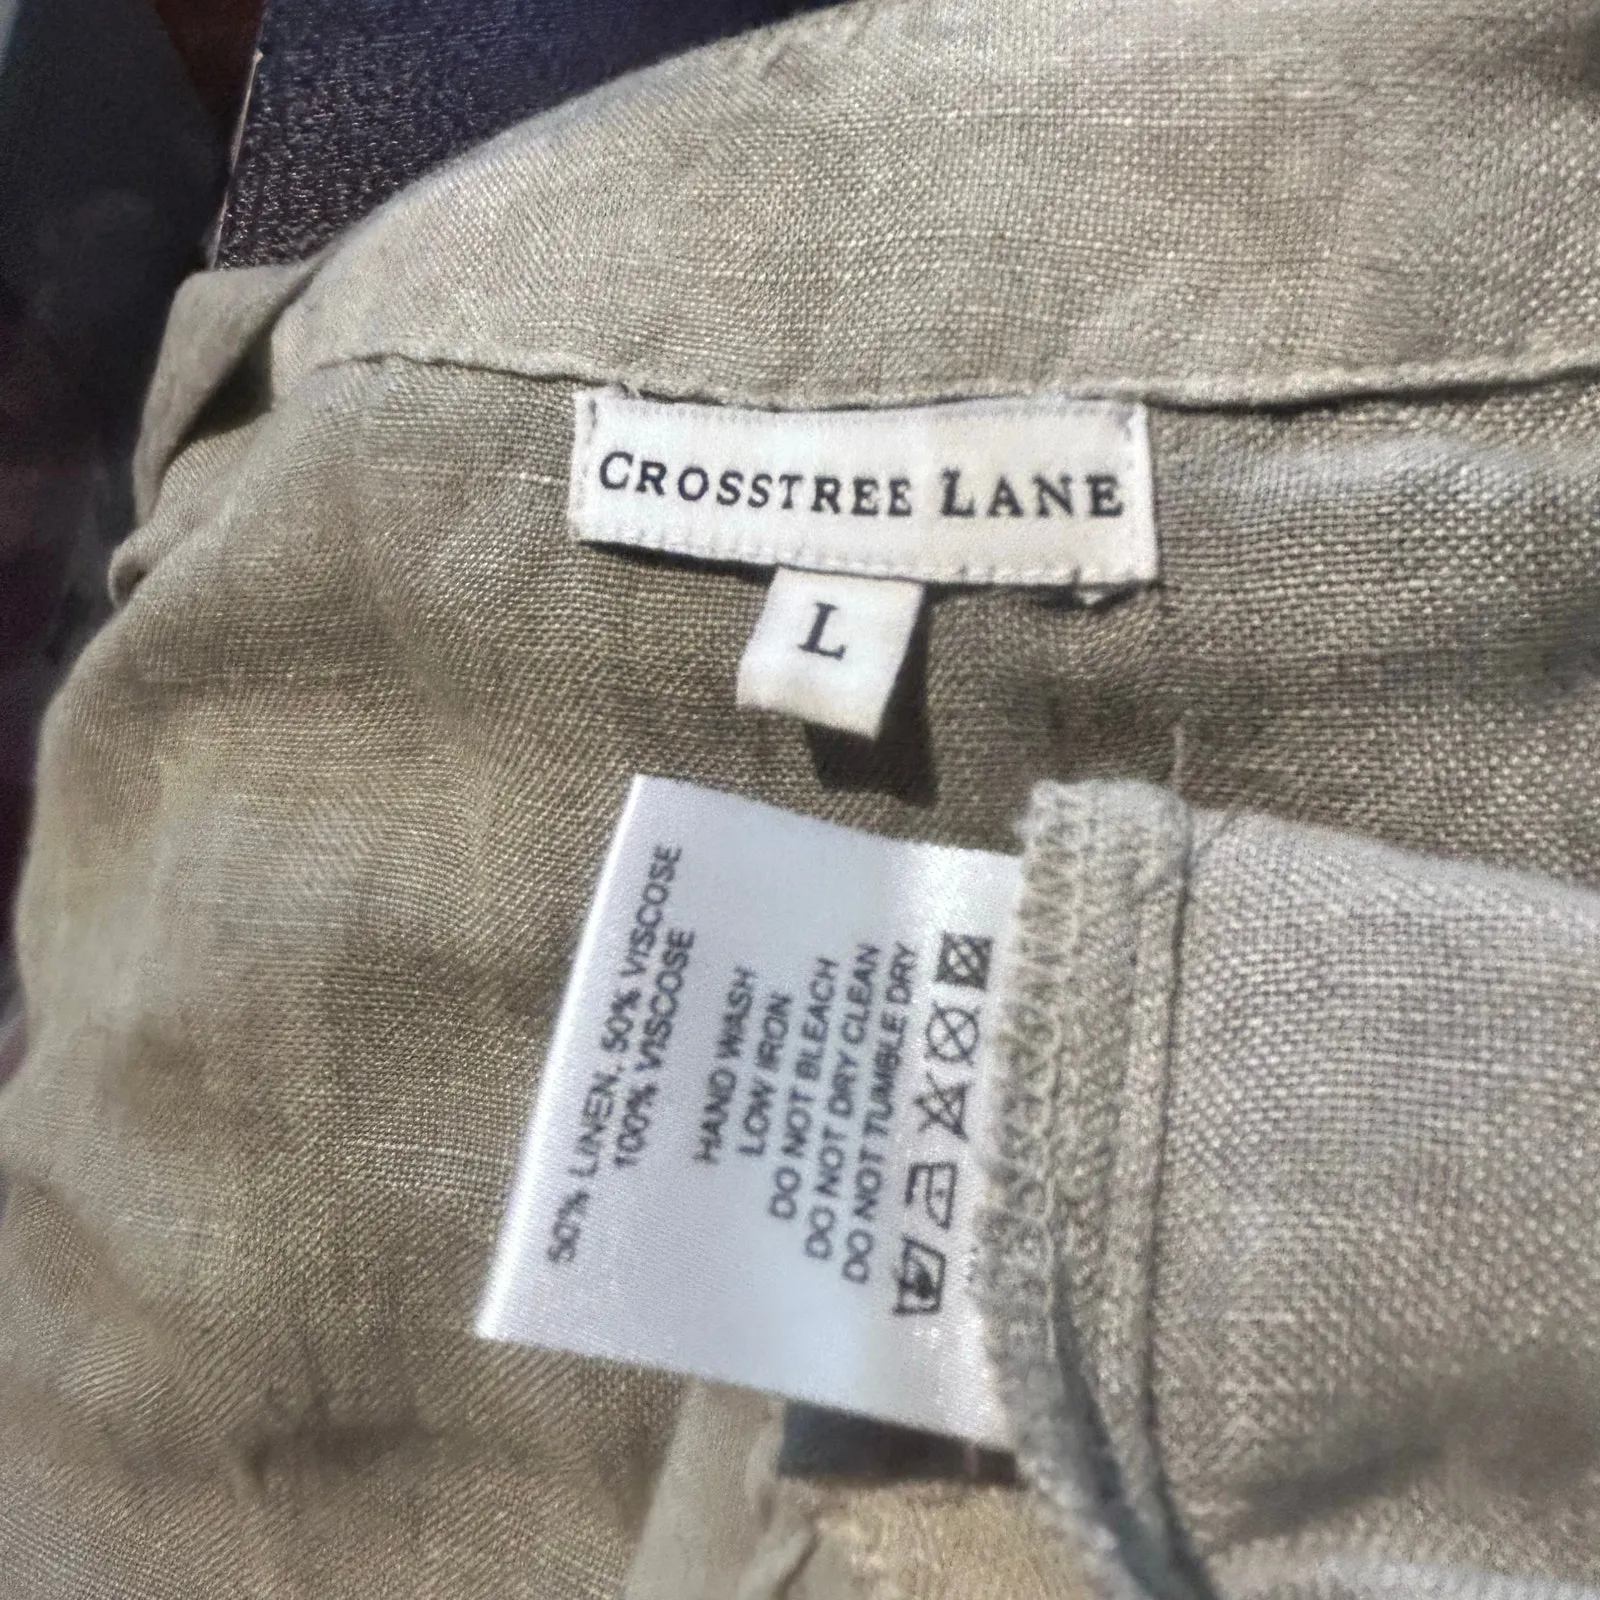 CROSSTREE LANE
L
50% LINEN. 50% VISCOSE
100% VISCOSE
HAND WASH
LOW IRON
DO NOT BLEACH
DO NOT DRY CLEAN
DO NOT TUMBLE DRY